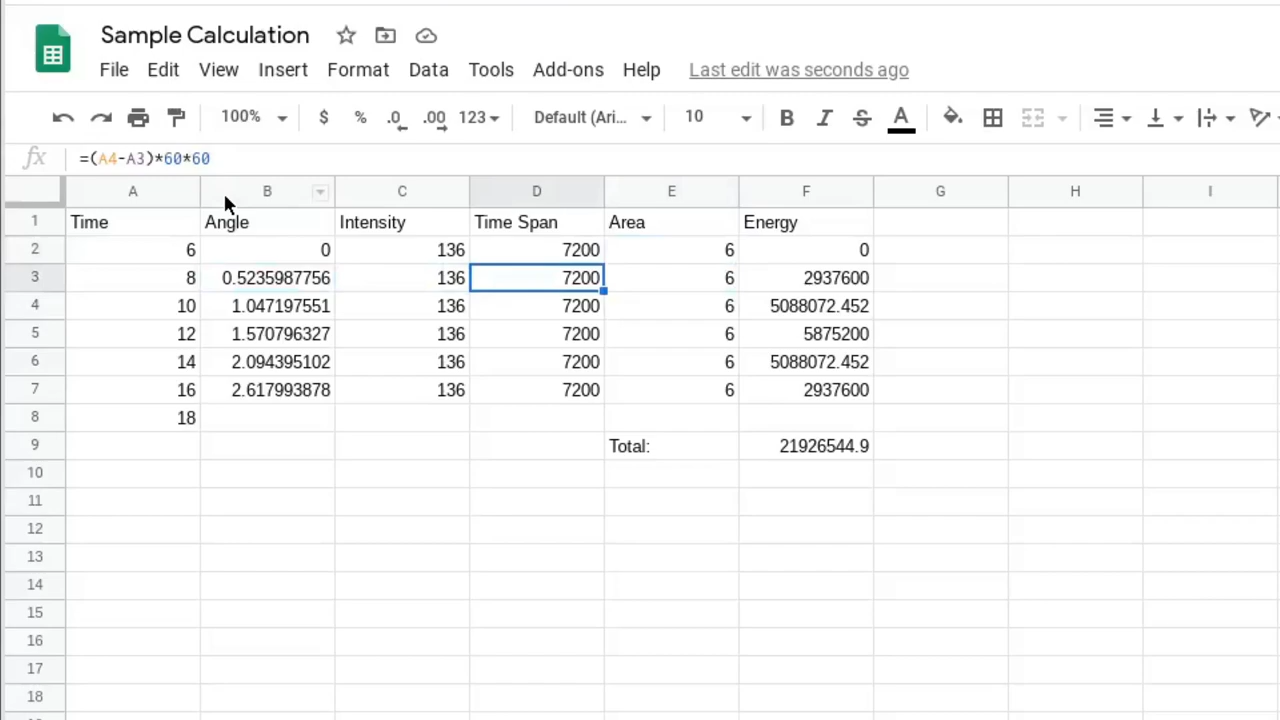 Sample Calculation
File Edit View Insert Format Data Tools Add-ons Help Last edit was seconds ago
100% $ % .0 .00 123 Default (Ari... 10 B I S A
fx =(A4-A3)*60*60
A B C D E F G H I
1 Time Angle Intensity Time Span Area Energy
2 6 0 136 7200 6 0
3 8 0.5235987756 136 7200 6 2937600
4 10 1.047197551 136 7200 6 5088072.452
5 12 1.570796327 136 7200 6 5875200
6 14 2.094395102 136 7200 6 5088072.452
7 16 2.617993878 136 7200 6 2937600
8 18
9 Total: 21926544.9
10
11
12
13
14
15
16
17
18